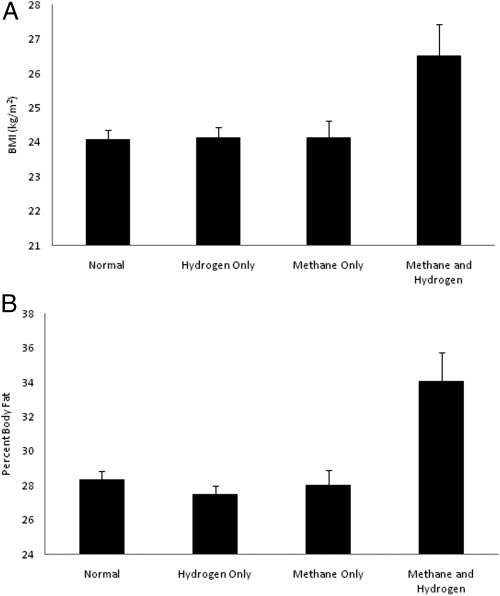 A
28
27
26
25
24
23
22
21
BMI (kg/m²)
Normal
Hydrogen Only
Methane Only
Methane and
Hydrogen
B
38
36
34
32
30
28
26
24
Percent Body Fat
Normal
Hydrogen Only
Methane Only
Methane and
Hydrogen